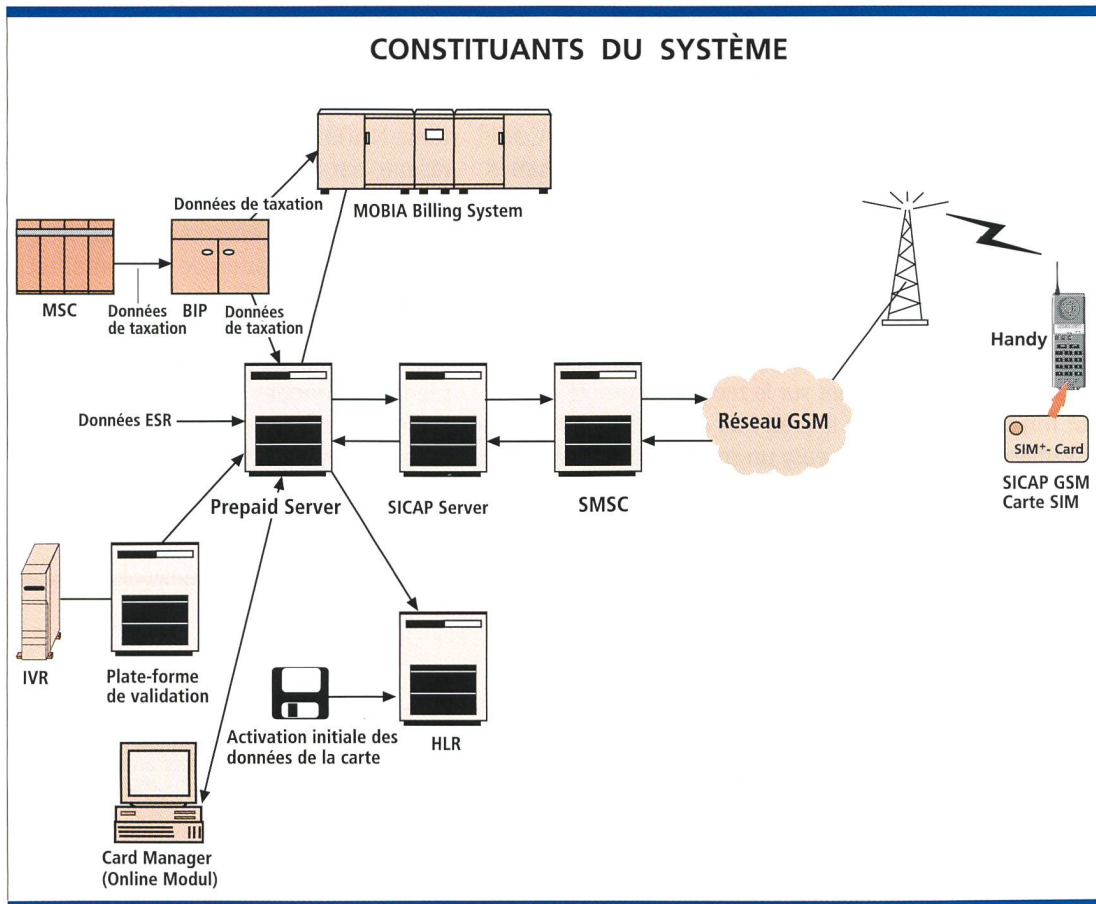 CONSTITUANTS DU SYSTÈME
MOBIA Billing System
Données de taxation
MSC
Données
de taxation
BIP
Données
de taxation
Données ESR
Prepaid Server
SICAP Server
SMSC
Réseau GSM
Handy
SIM+- Card
SICAP GSM
Carte SIM
IVR
Plate-forme
de validation
Activation initiale des
données de la carte
HLR
Card Manager
(Online Modul)